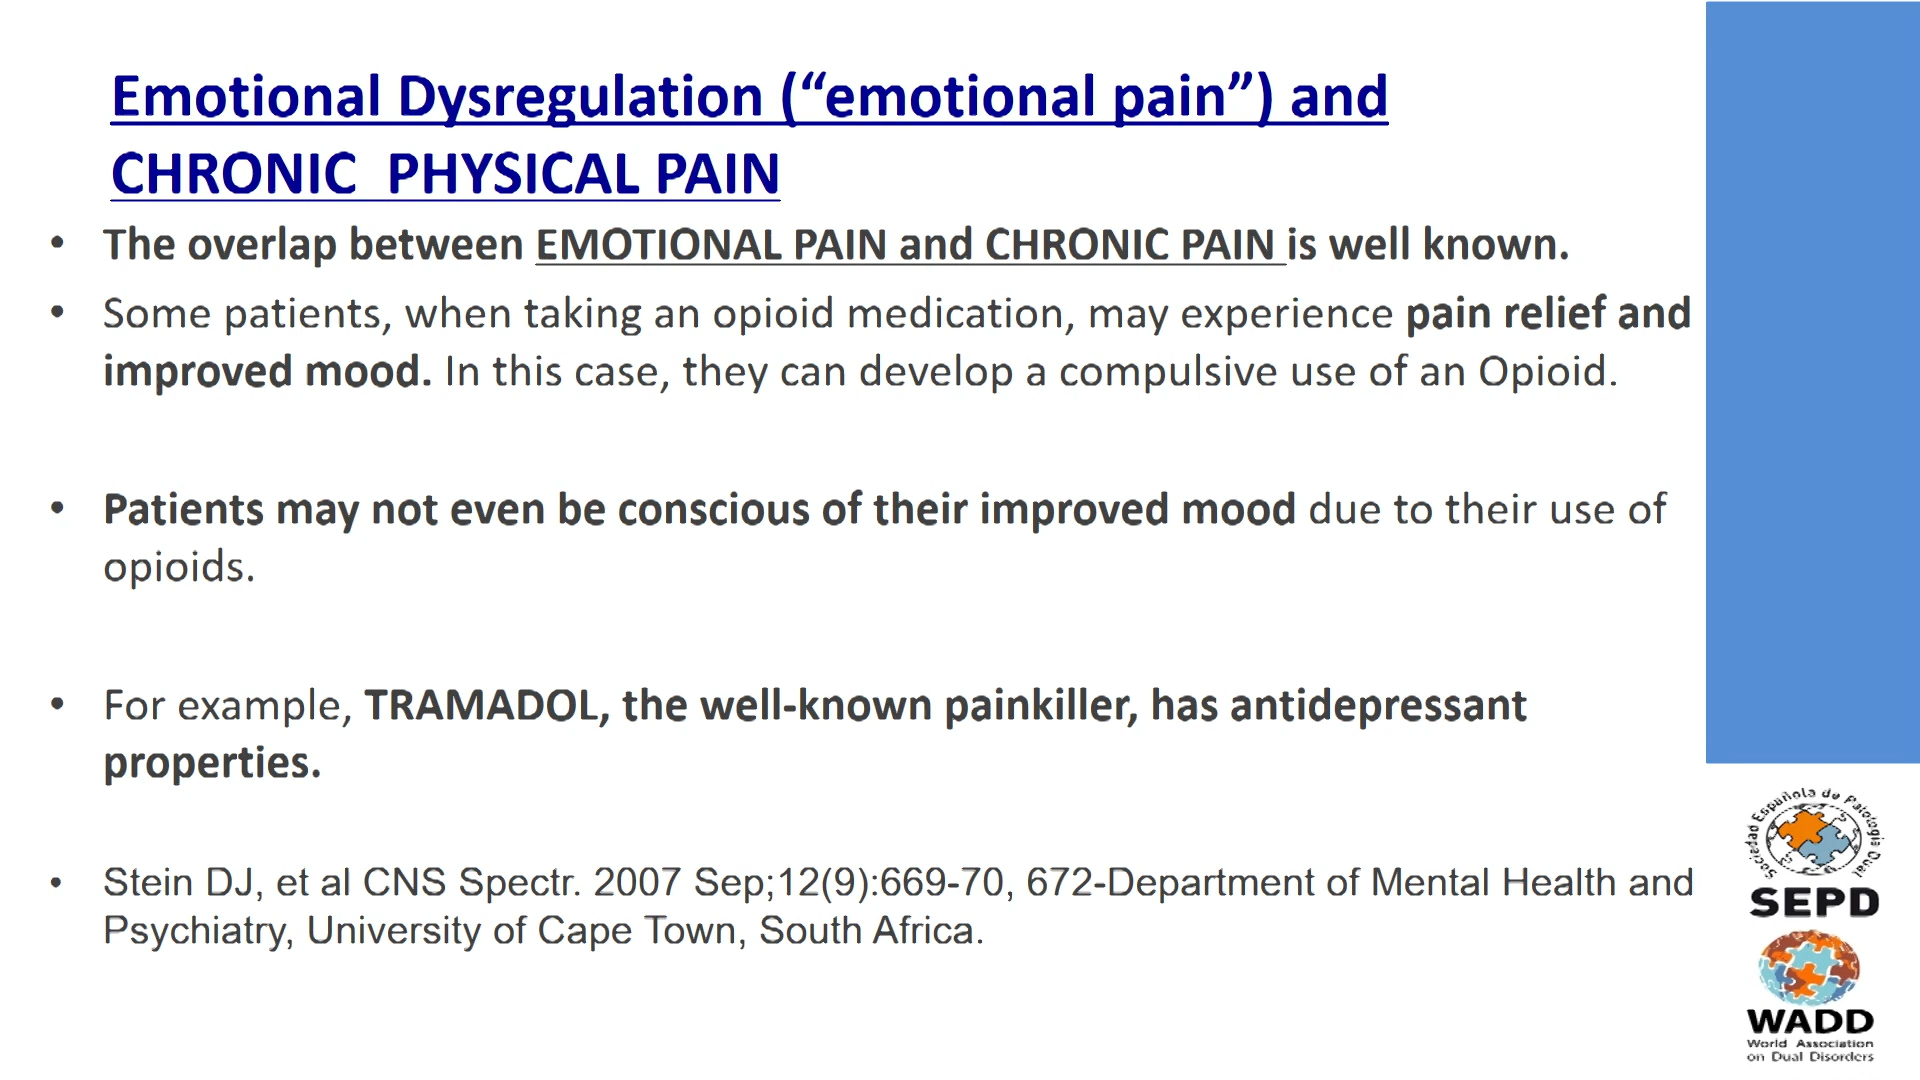 Emotional Dysregulation (“emotional pain”) and
CHRONIC  PHYSICAL PAIN
• The overlap between EMOTIONAL PAIN and CHRONIC PAIN is well known.
• Some patients, when taking an opioid medication, may experience pain relief and
improved mood. In this case, they can develop a compulsive use of an Opioid.
• Patients may not even be conscious of their improved mood due to their use of
opioids.
• For example, TRAMADOL, the well-known painkiller, has antidepressant
properties.
• Stein DJ, et al CNS Spectr. 2007 Sep;12(9):669-70, 672-Department of Mental Health and
Psychiatry, University of Cape Town, South Africa.
Sociedad Española de Patología Dual
SEPD
WADD
World Association
on Dual Disorders